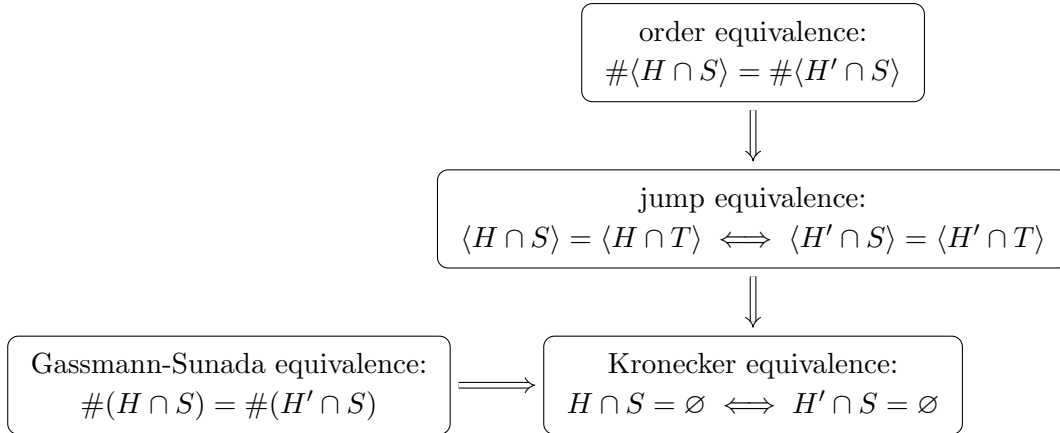 order equivalence:
#⟨H ∩ S⟩ = #⟨H′ ∩ S⟩
jump equivalence:
⟨H ∩ S⟩ = ⟨H ∩ T⟩ ⟺ ⟨H′ ∩ S⟩ = ⟨H′ ∩ T⟩
Gassmann-Sunada equivalence:
#(H ∩ S) = #(H′ ∩ S)
Kronecker equivalence:
H ∩ S = ∅ ⟺ H′ ∩ S = ∅